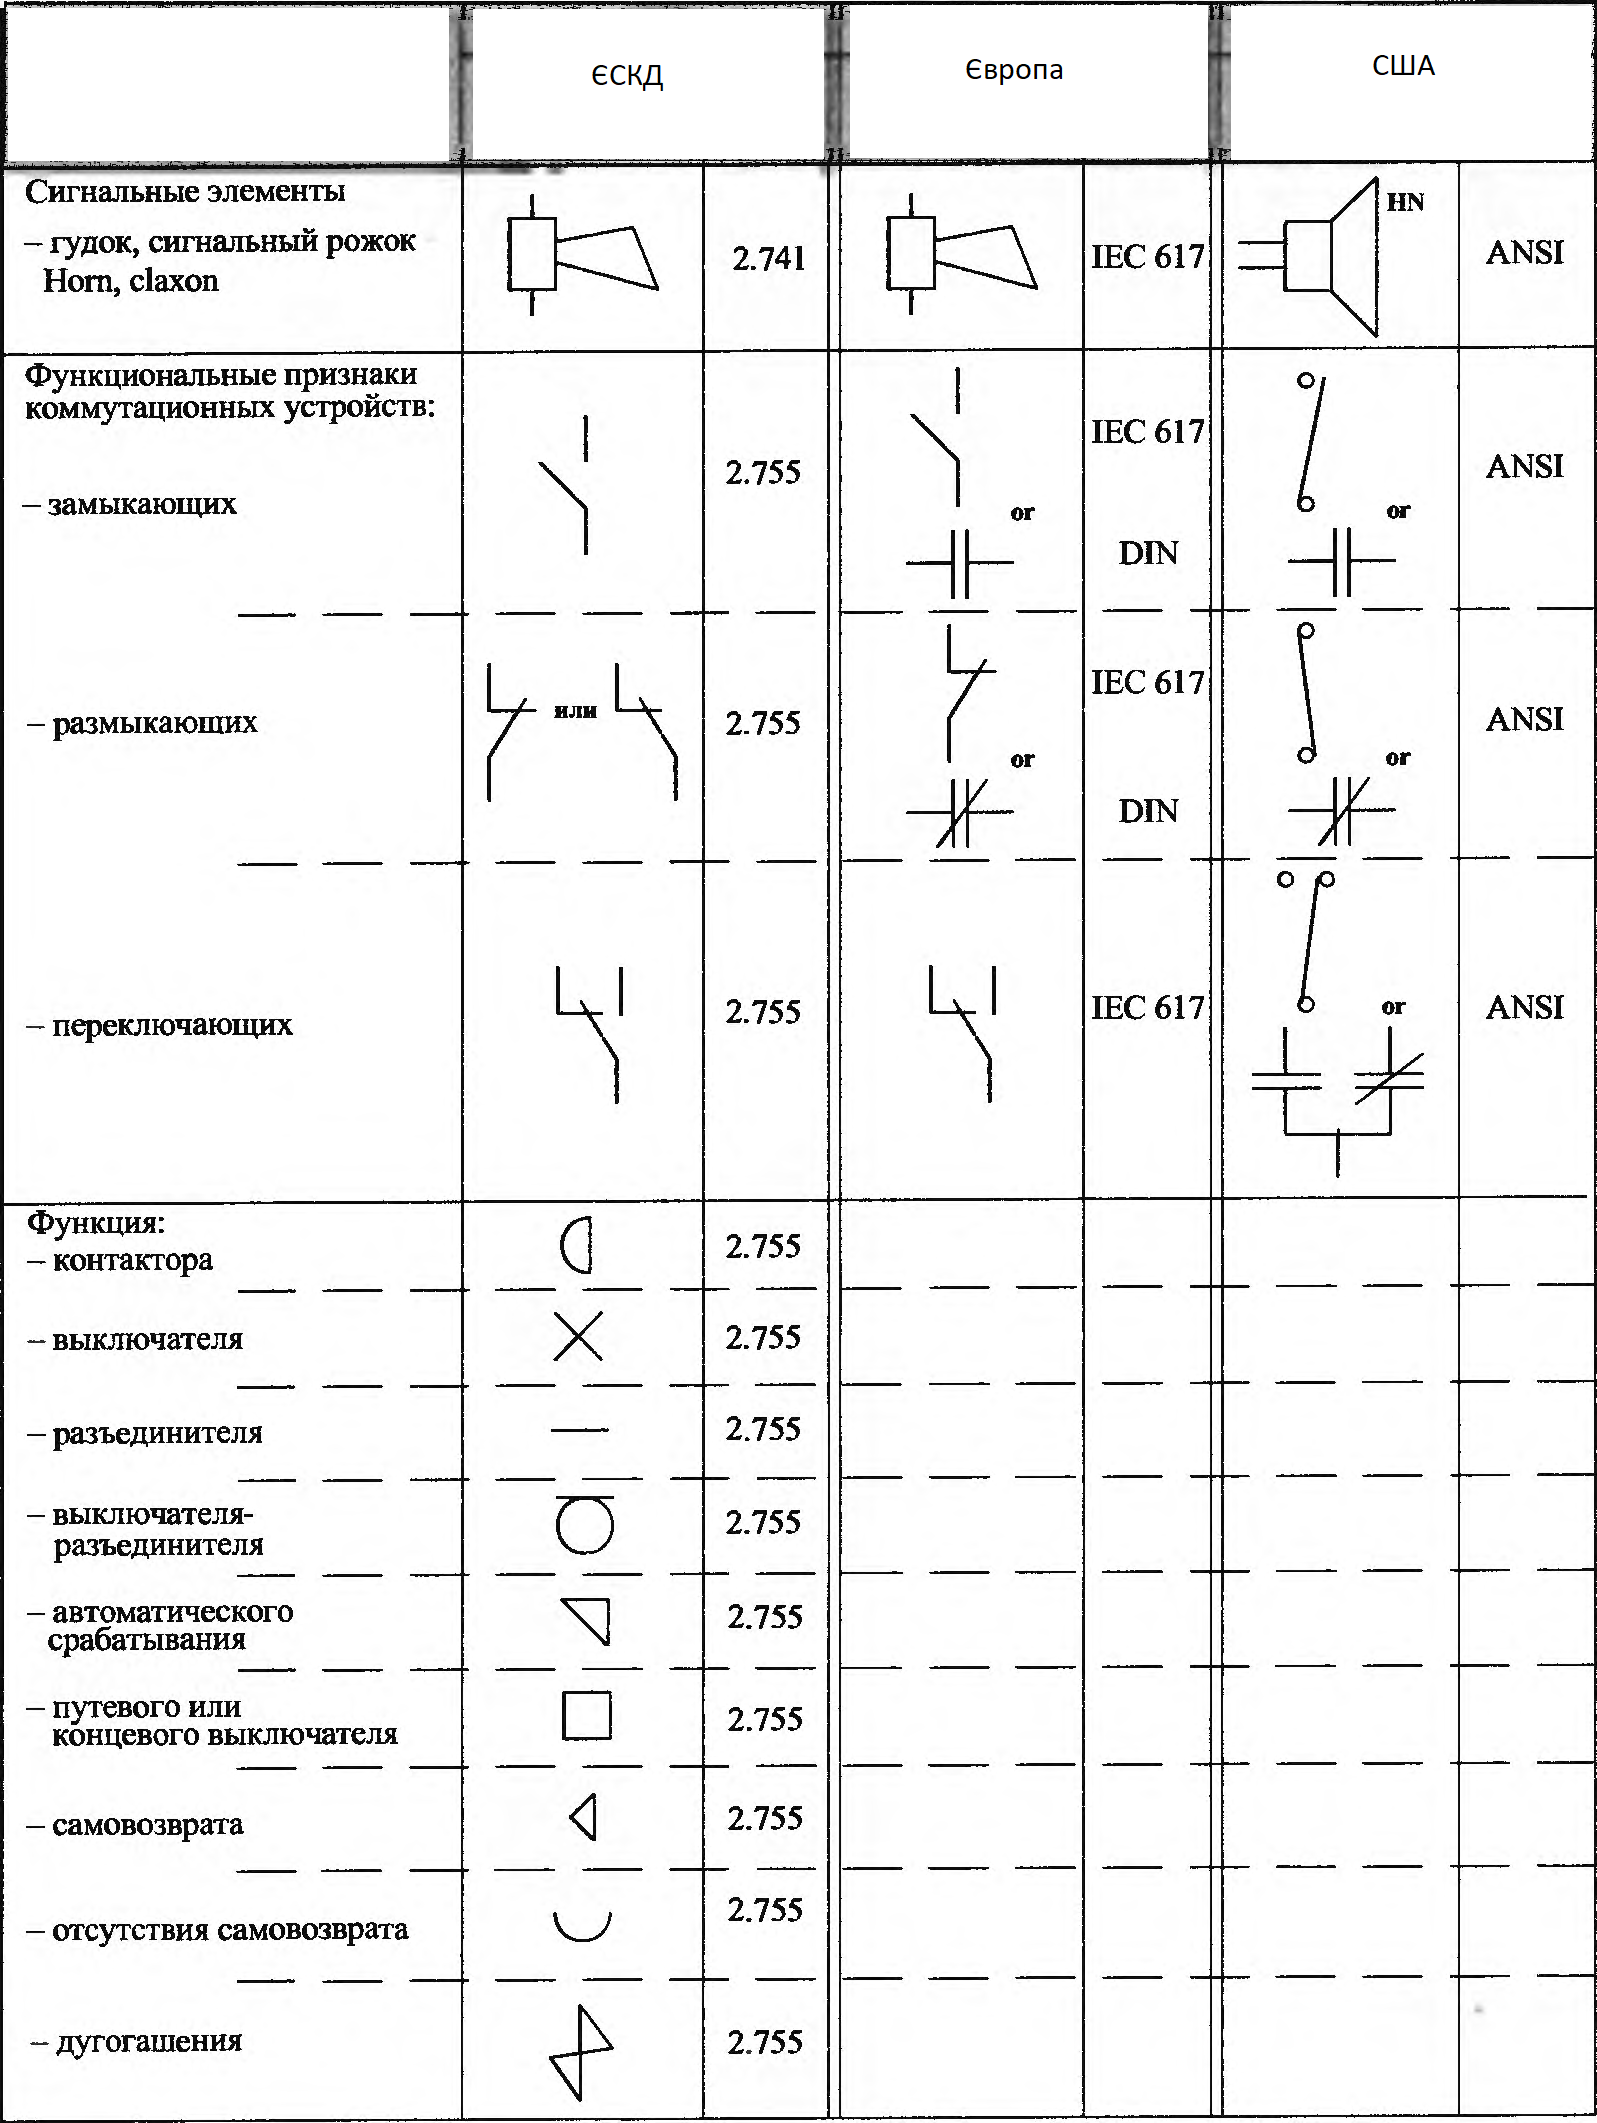 ЄСКД
Європа
США
Сигнальные элементы
– гудок, сигнальный рожок
Horn, claxon
2.741
IEC 617
HN
ANSI
Функциональные признаки
коммутационных устройств:
– замыкающих
2.755
IEC 617
or
DIN
or
ANSI
– размыкающих
или
2.755
IEC 617
or
DIN
or
ANSI
– переключающих
2.755
IEC 617
or
ANSI
Функция:
– контактора
2.755
– выключателя
2.755
– разъединителя
2.755
– выключателя-
разъединителя
2.755
– автоматического
срабатывания
2.755
– путевого или
концевого выключателя
2.755
– самовозврата
2.755
– отсутствия самовозврата
2.755
– дугогашения
2.755